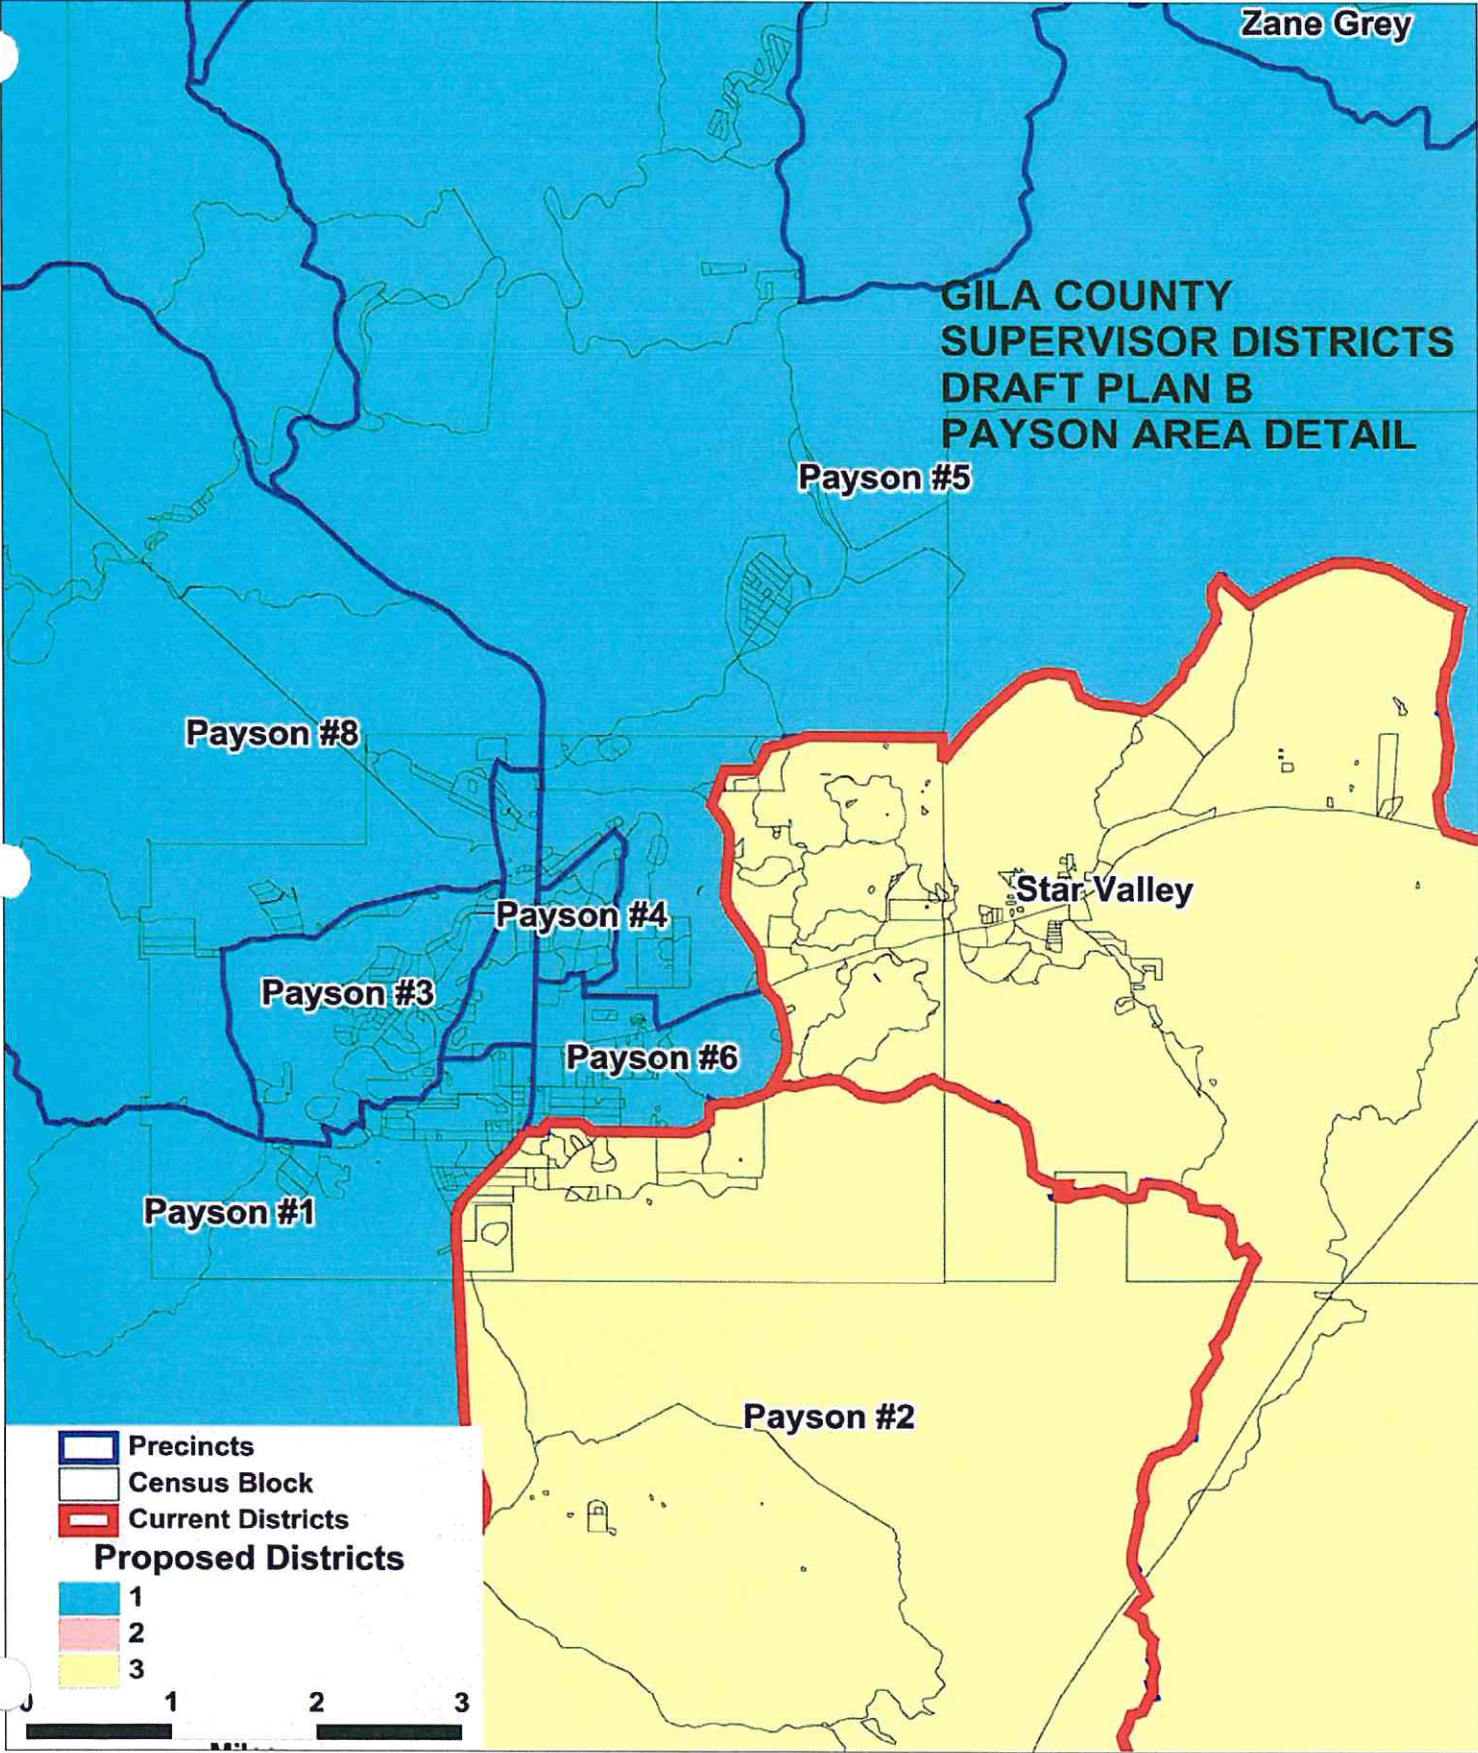 Zane Grey
GILA COUNTY
SUPERVISOR DISTRICTS
DRAFT PLAN B
PAYSON AREA DETAIL
Payson #5
Payson #8
Star Valley
Payson #4
Payson #3
Payson #6
Payson #1
Payson #2
Precincts
Census Block
Current Districts
Proposed Districts
1
2
3
0 1 2 3